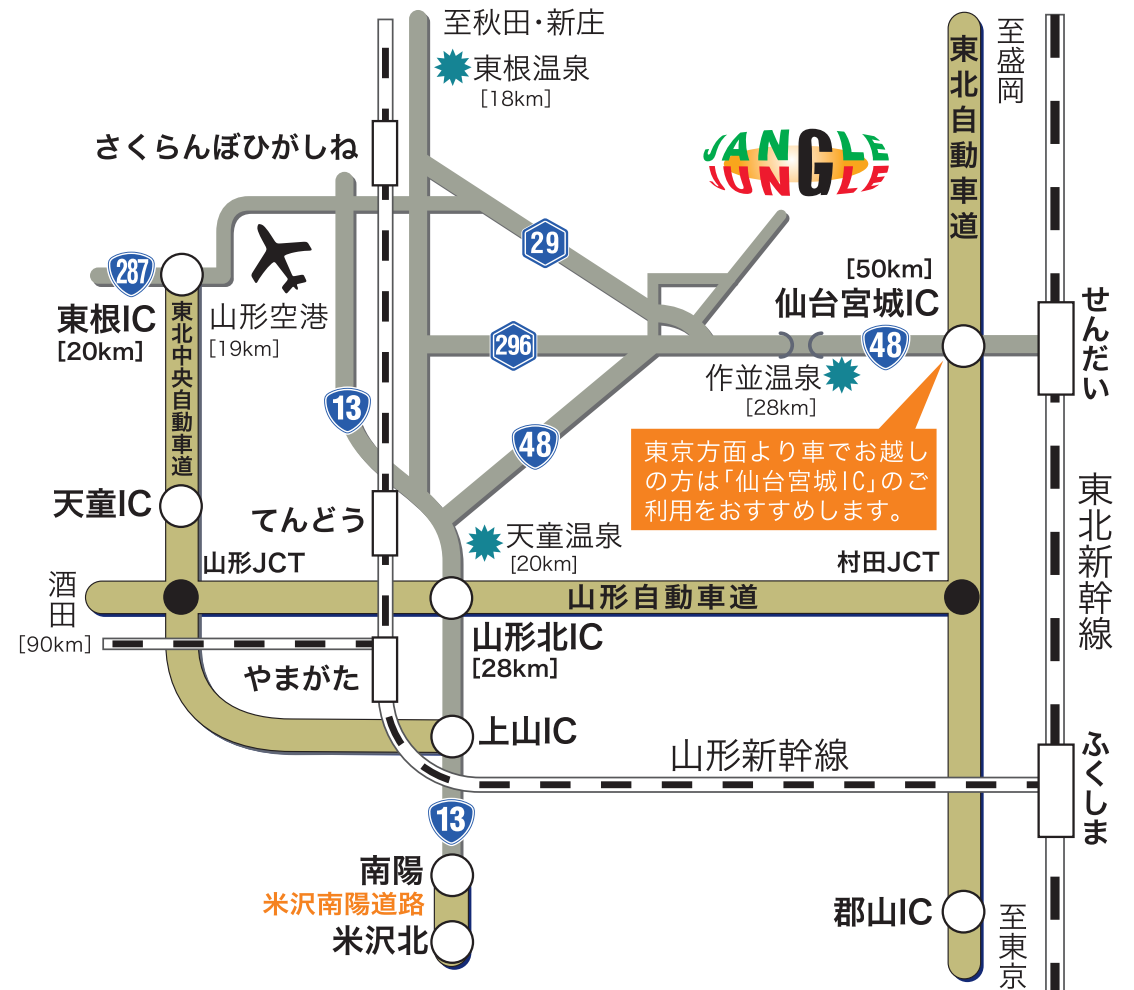 至秋田・新庄
東根温泉
[18km]
至盛岡
東北自動車道
さくらんぼひがしね
JANGLE
JUNGLE
29
287
東根IC
[20km]
山形空港
[19km]
[50km]
仙台宮城IC
せんだい
296
48
作並温泉
[28km]
東北中央自動車道
13
48
東京方面より車でお越し
の方は「仙台宮城IC」のご
利用をおすすめします。
天童IC
てんどう
天童温泉
[20km]
東北新幹線
山形JCT
村田JCT
酒田
[90km]
山形自動車道
山形北IC
[28km]
やまがた
上山IC
山形新幹線
ふくしま
13
南陽
米沢南陽道路
米沢北
郡山IC
至東京